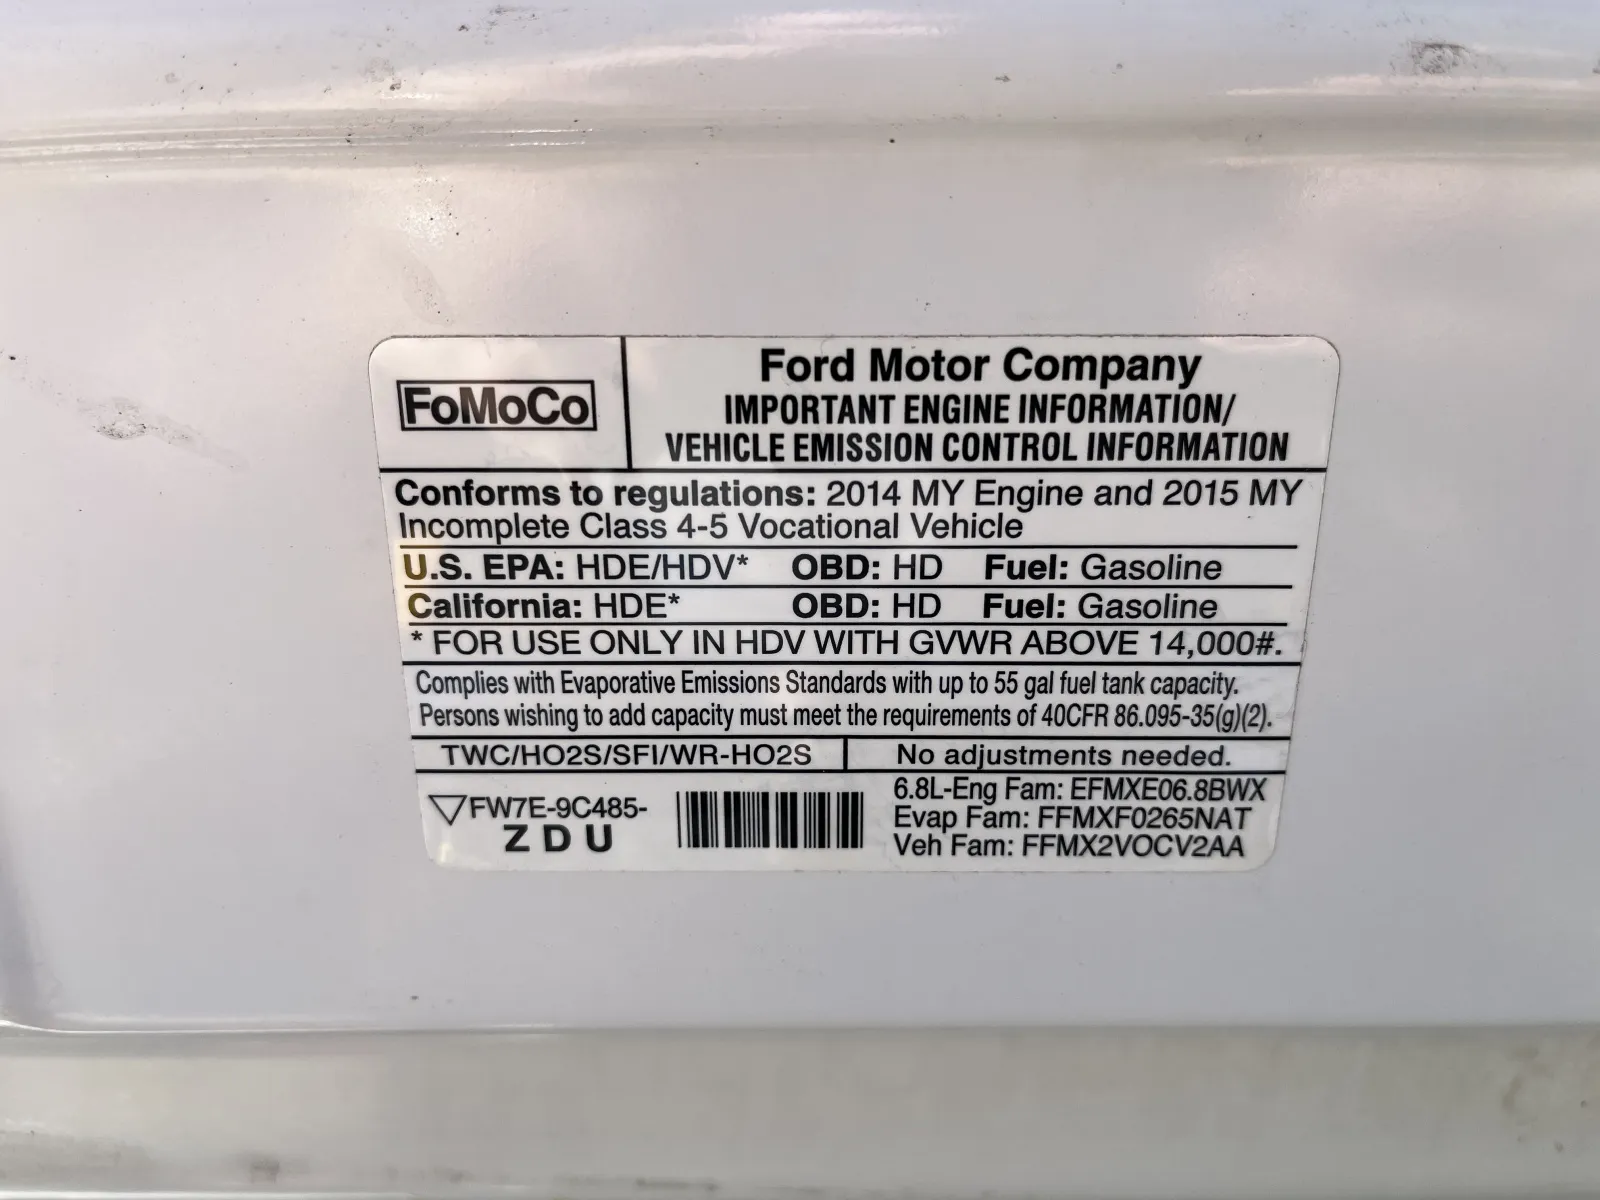 FoMoCo
Ford Motor Company
IMPORTANT ENGINE INFORMATION/
VEHICLE EMISSION CONTROL INFORMATION
Conforms to regulations: 2014 MY Engine and 2015 MY
Incomplete Class 4-5 Vocational Vehicle
U.S. EPA: HDE/HDV* OBD: HD Fuel: Gasoline
California: HDE* OBD: HD Fuel: Gasoline
* FOR USE ONLY IN HDV WITH GVWR ABOVE 14,000#.
Complies with Evaporative Emissions Standards with up to 55 gal fuel tank capacity.
Persons wishing to add capacity must meet the requirements of 40CFR 86.095-35(g)(2).
TWC/HO2S/SFI/WR-HO2S No adjustments needed.
FW7E-9C485-
ZDU
6.8L-Eng Fam: EFMXE06.8BWX
Evap Fam: FFMXF0265NAT
Veh Fam: FFMX2VOCV2AA